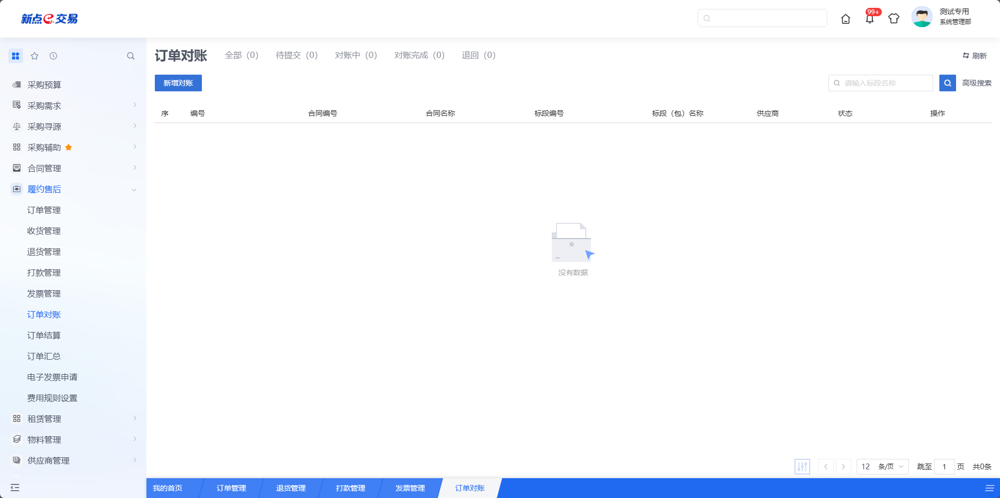 新点e交易
99+
测试专用
系统管理部
订单对账
全部（0）
待提交（0）
对账中（0）
对账完成（0）
退回（0）
刷新
新增对账
请输入标段名称
高级搜索
序
编号
合同编号
合同名称
标段编号
标段（包）名称
供应商
状态
操作
采购预算
采购需求
采购寻源
采购辅助
合同管理
履约售后
订单管理
收货管理
退货管理
打款管理
发票管理
订单对账
订单结算
订单汇总
电子发票申请
费用规则设置
租赁管理
物料管理
供应商管理
没有数据
12 条/页
跳至 1 页 共0条
我的首页
订单管理
退货管理
打款管理
发票管理
订单对账